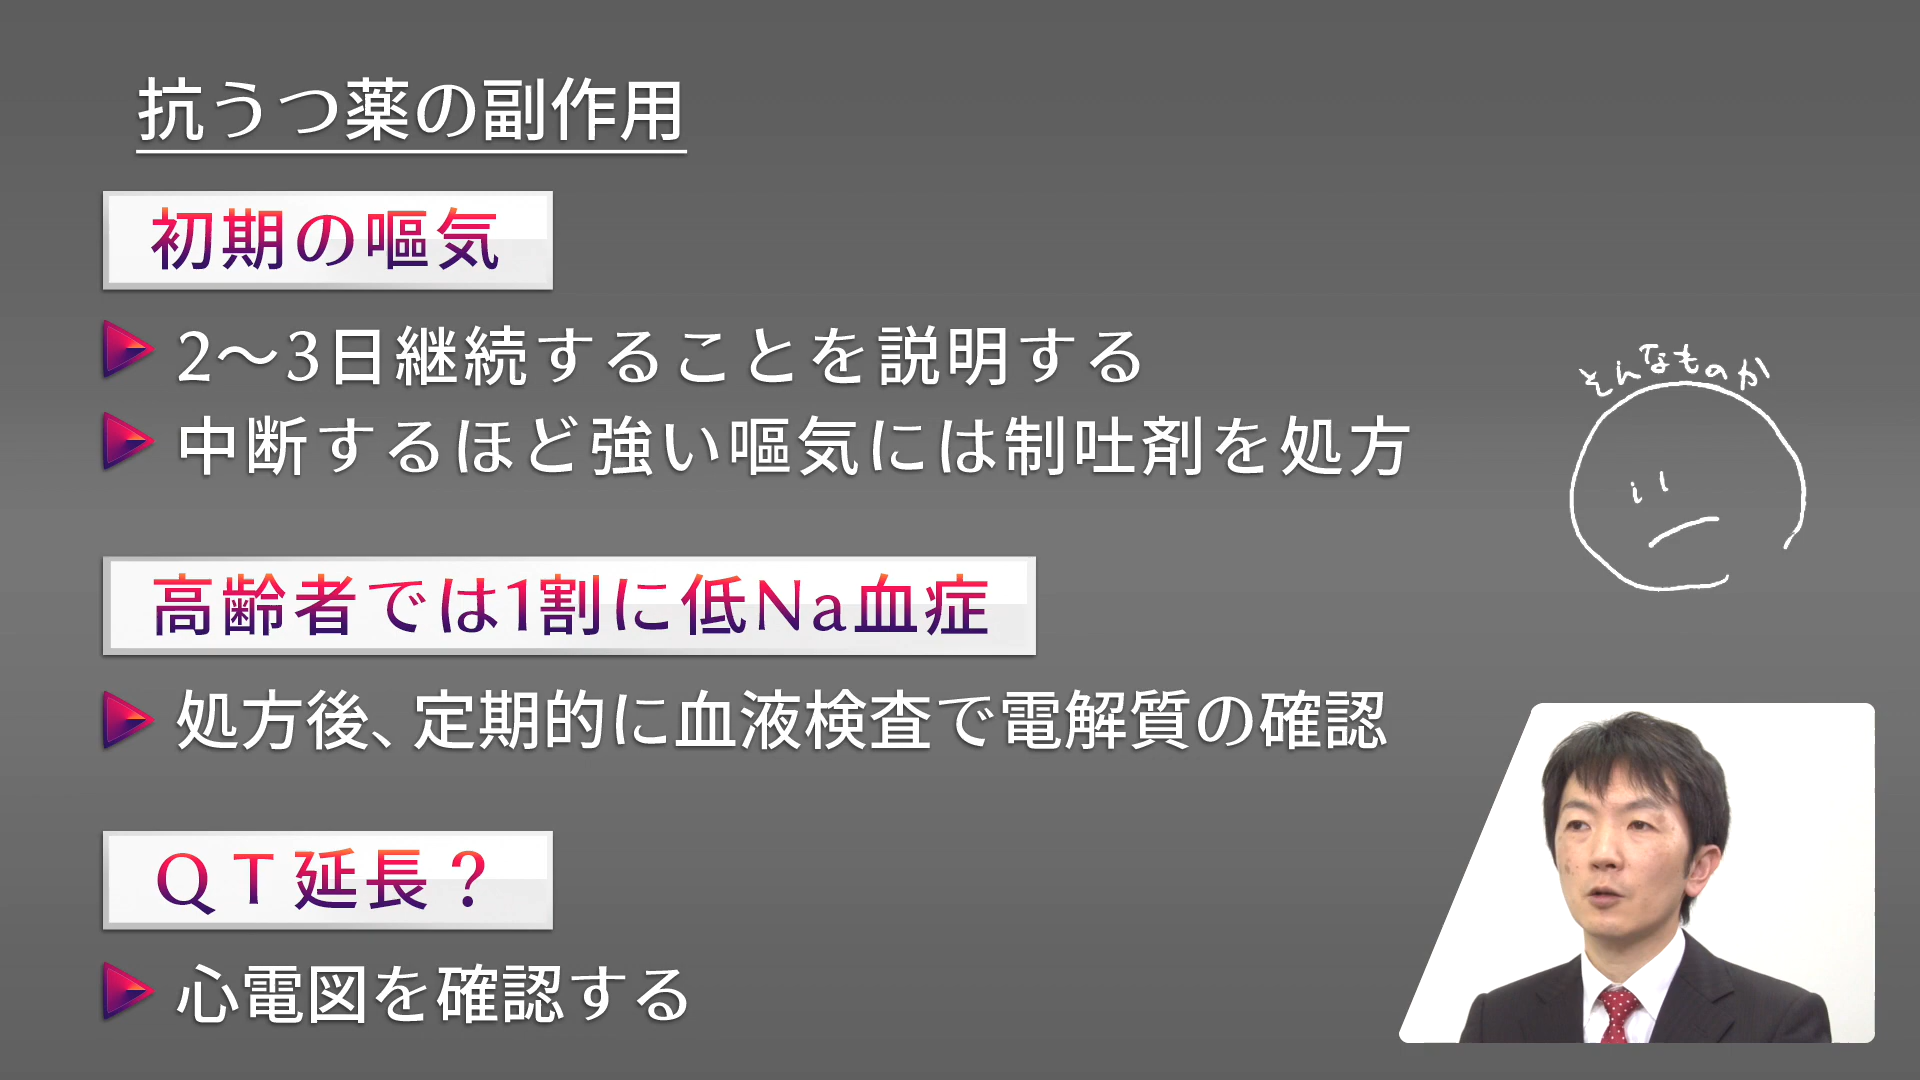 抗うつ薬の副作用
初期の嘔気
2～3日継続することを説明する
中断するほど強い嘔気には制吐剤を処方
そんなものか
高齢者では1割に低Na血症
処方後、定期的に血液検査で電解質の確認
QT延長？
心電図を確認する